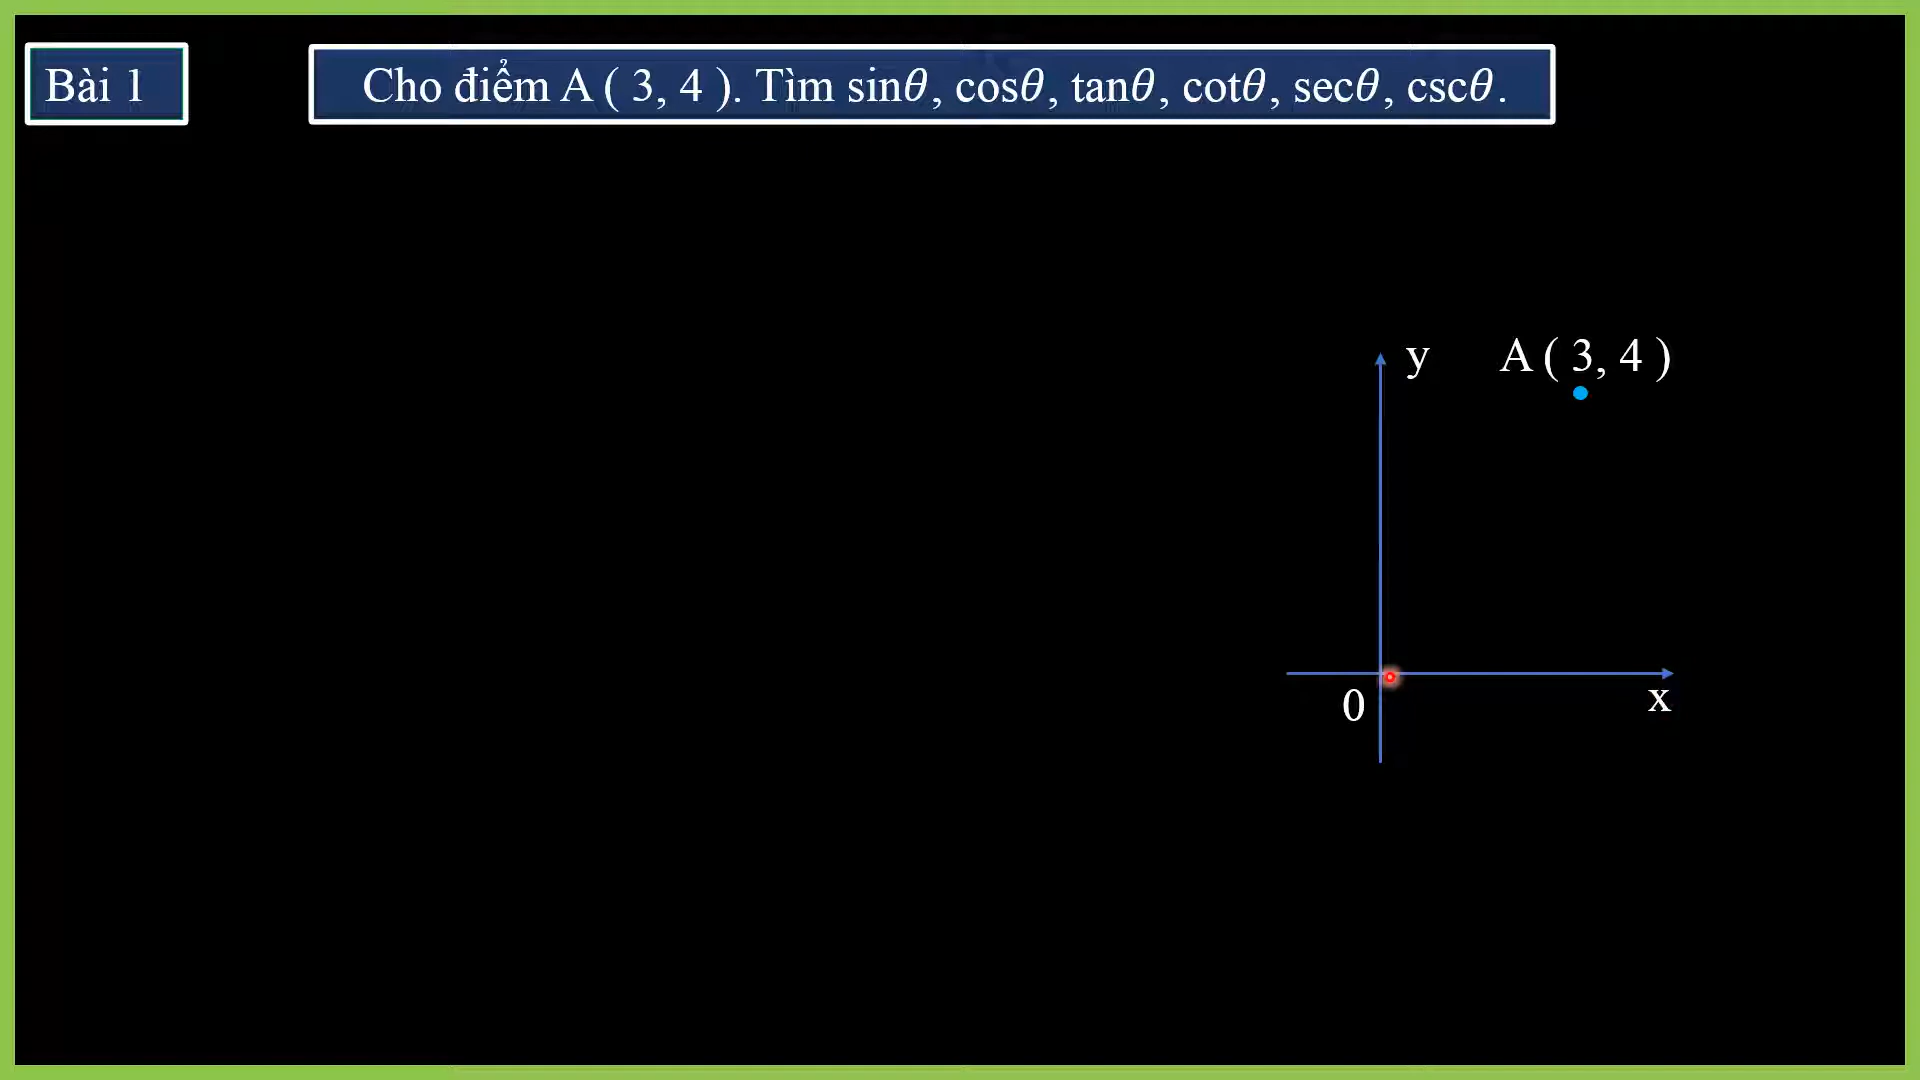 Bài 1
Cho điểm A ( 3, 4 ). Tìm sin𝜃, cos𝜃, tan𝜃, cot𝜃, sec𝜃, csc𝜃.
y
A ( 3, 4 )
0
x